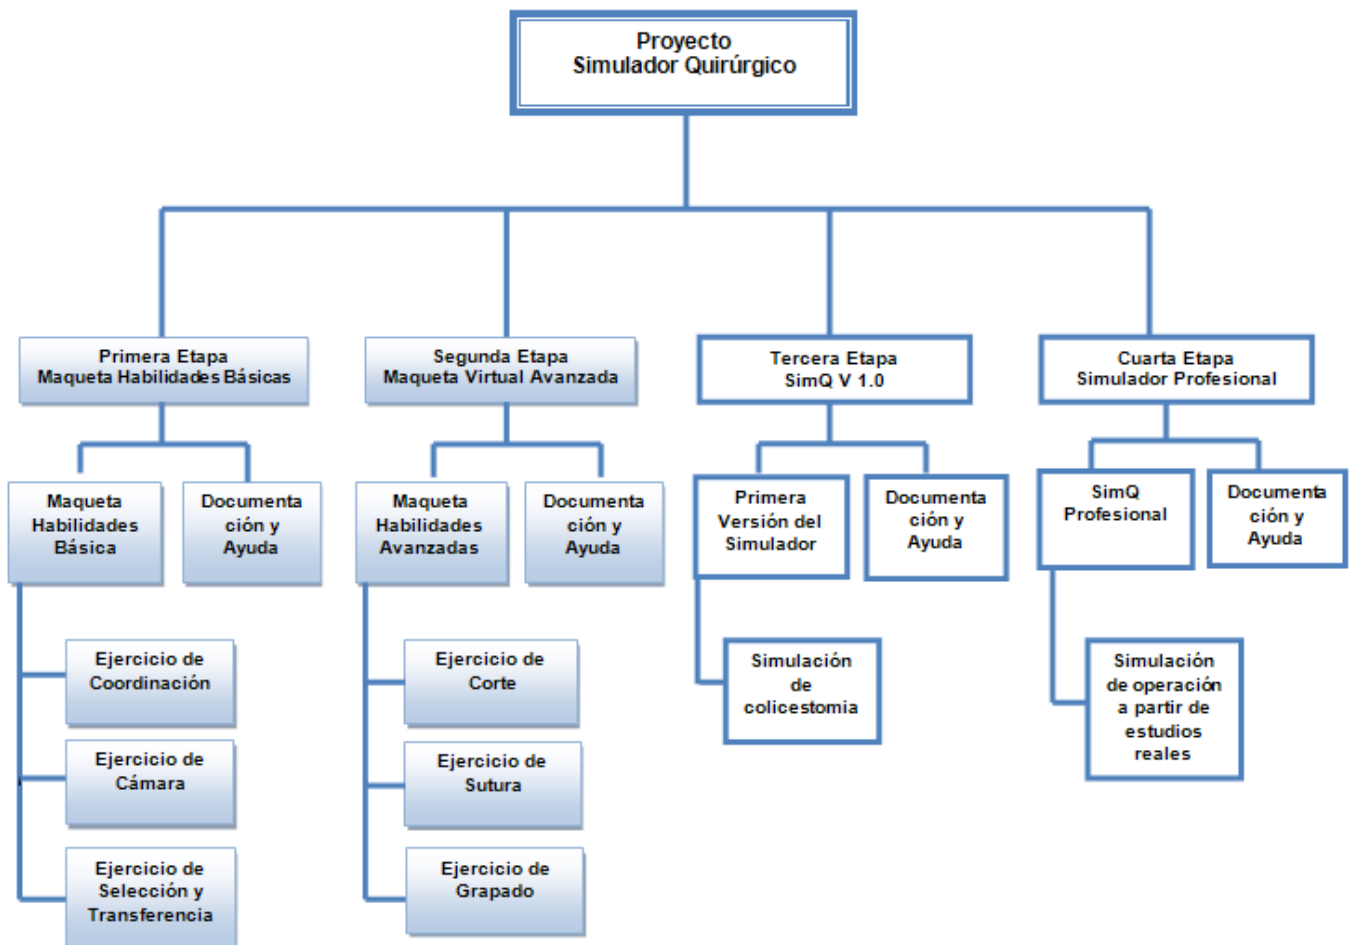 Proyecto
Simulador Quirúrgico
Primera Etapa
Maqueta Habilidades Básicas
Segunda Etapa
Maqueta Virtual Avanzada
Tercera Etapa
SimQ V 1.0
Cuarta Etapa
Simulador Profesional
Maqueta
Habilidades
Básica
Documenta
ción y
Ayuda
Maqueta
Habilidades
Avanzadas
Documenta
ción y
Ayuda
Primera
Versión del
Simulador
Documenta
ción y
Ayuda
SimQ
Profesional
Documenta
ción y
Ayuda
Ejercicio de
Coordinación
Ejercicio de
Cámara
Ejercicio de
Selección y
Transferencia
Ejercicio de
Corte
Ejercicio de
Sutura
Ejercicio de
Grapado
Simulación
de
colicestomia
Simulación
de operación
a partir de
estudios
reales